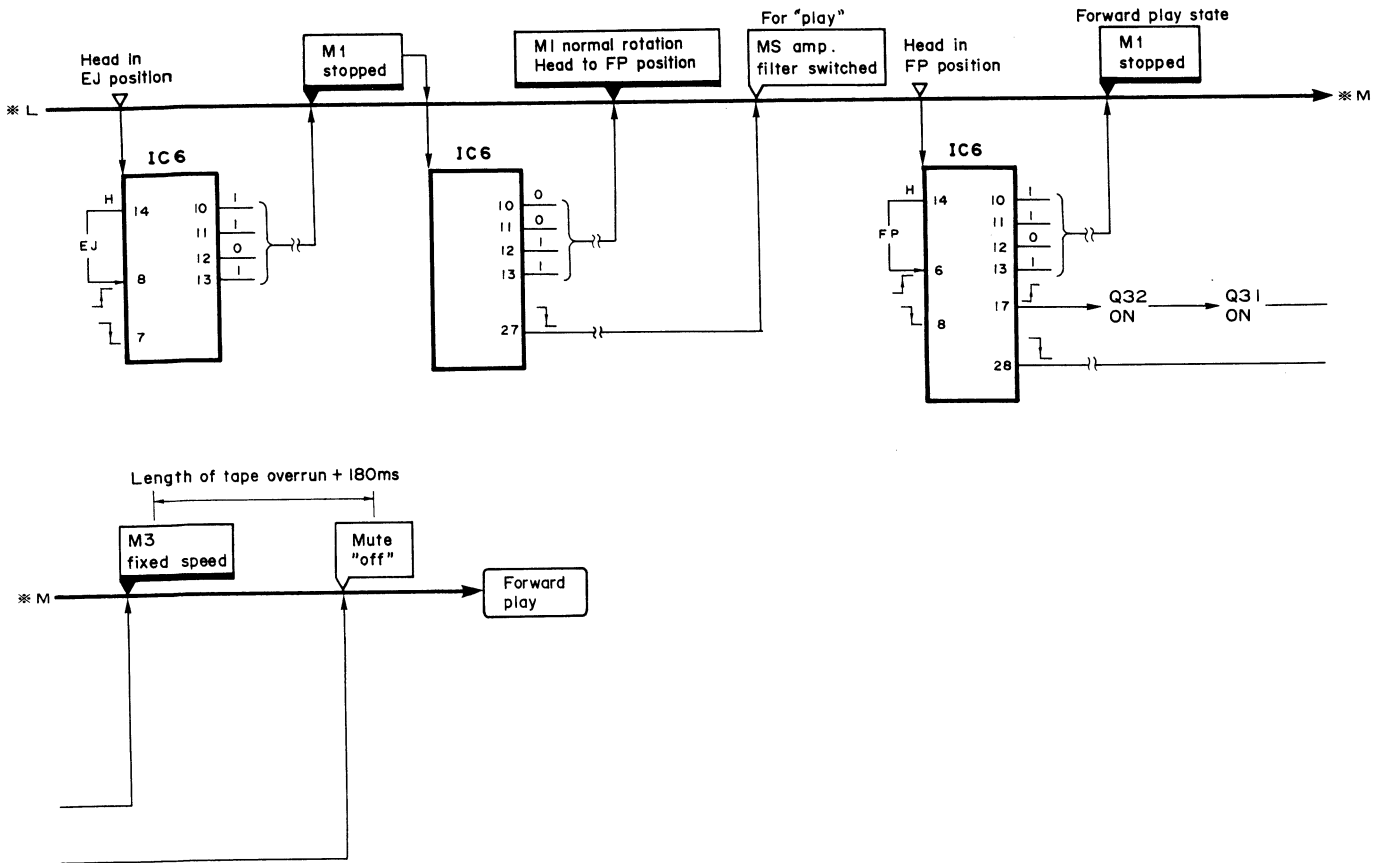 Head in
EJ position
M1
stopped
M1 normal rotation
Head to FP position
For "play"
MS amp.
filter switched
Head in
FP position
Forward play state
M1
stopped
※ L
※ M
IC6
H
14
EJ
8
7
10 1
11 1
12 0
13 1
IC6
10 0
11 0
12 1
13 1
27
IC6
H
14
FP
6
8
10 1
11 1
12 0
13 1
17
Q32
ON
Q31
ON
28
Length of tape overrun + 180ms
M3
fixed speed
Mute
"off"
※ M
Forward
play